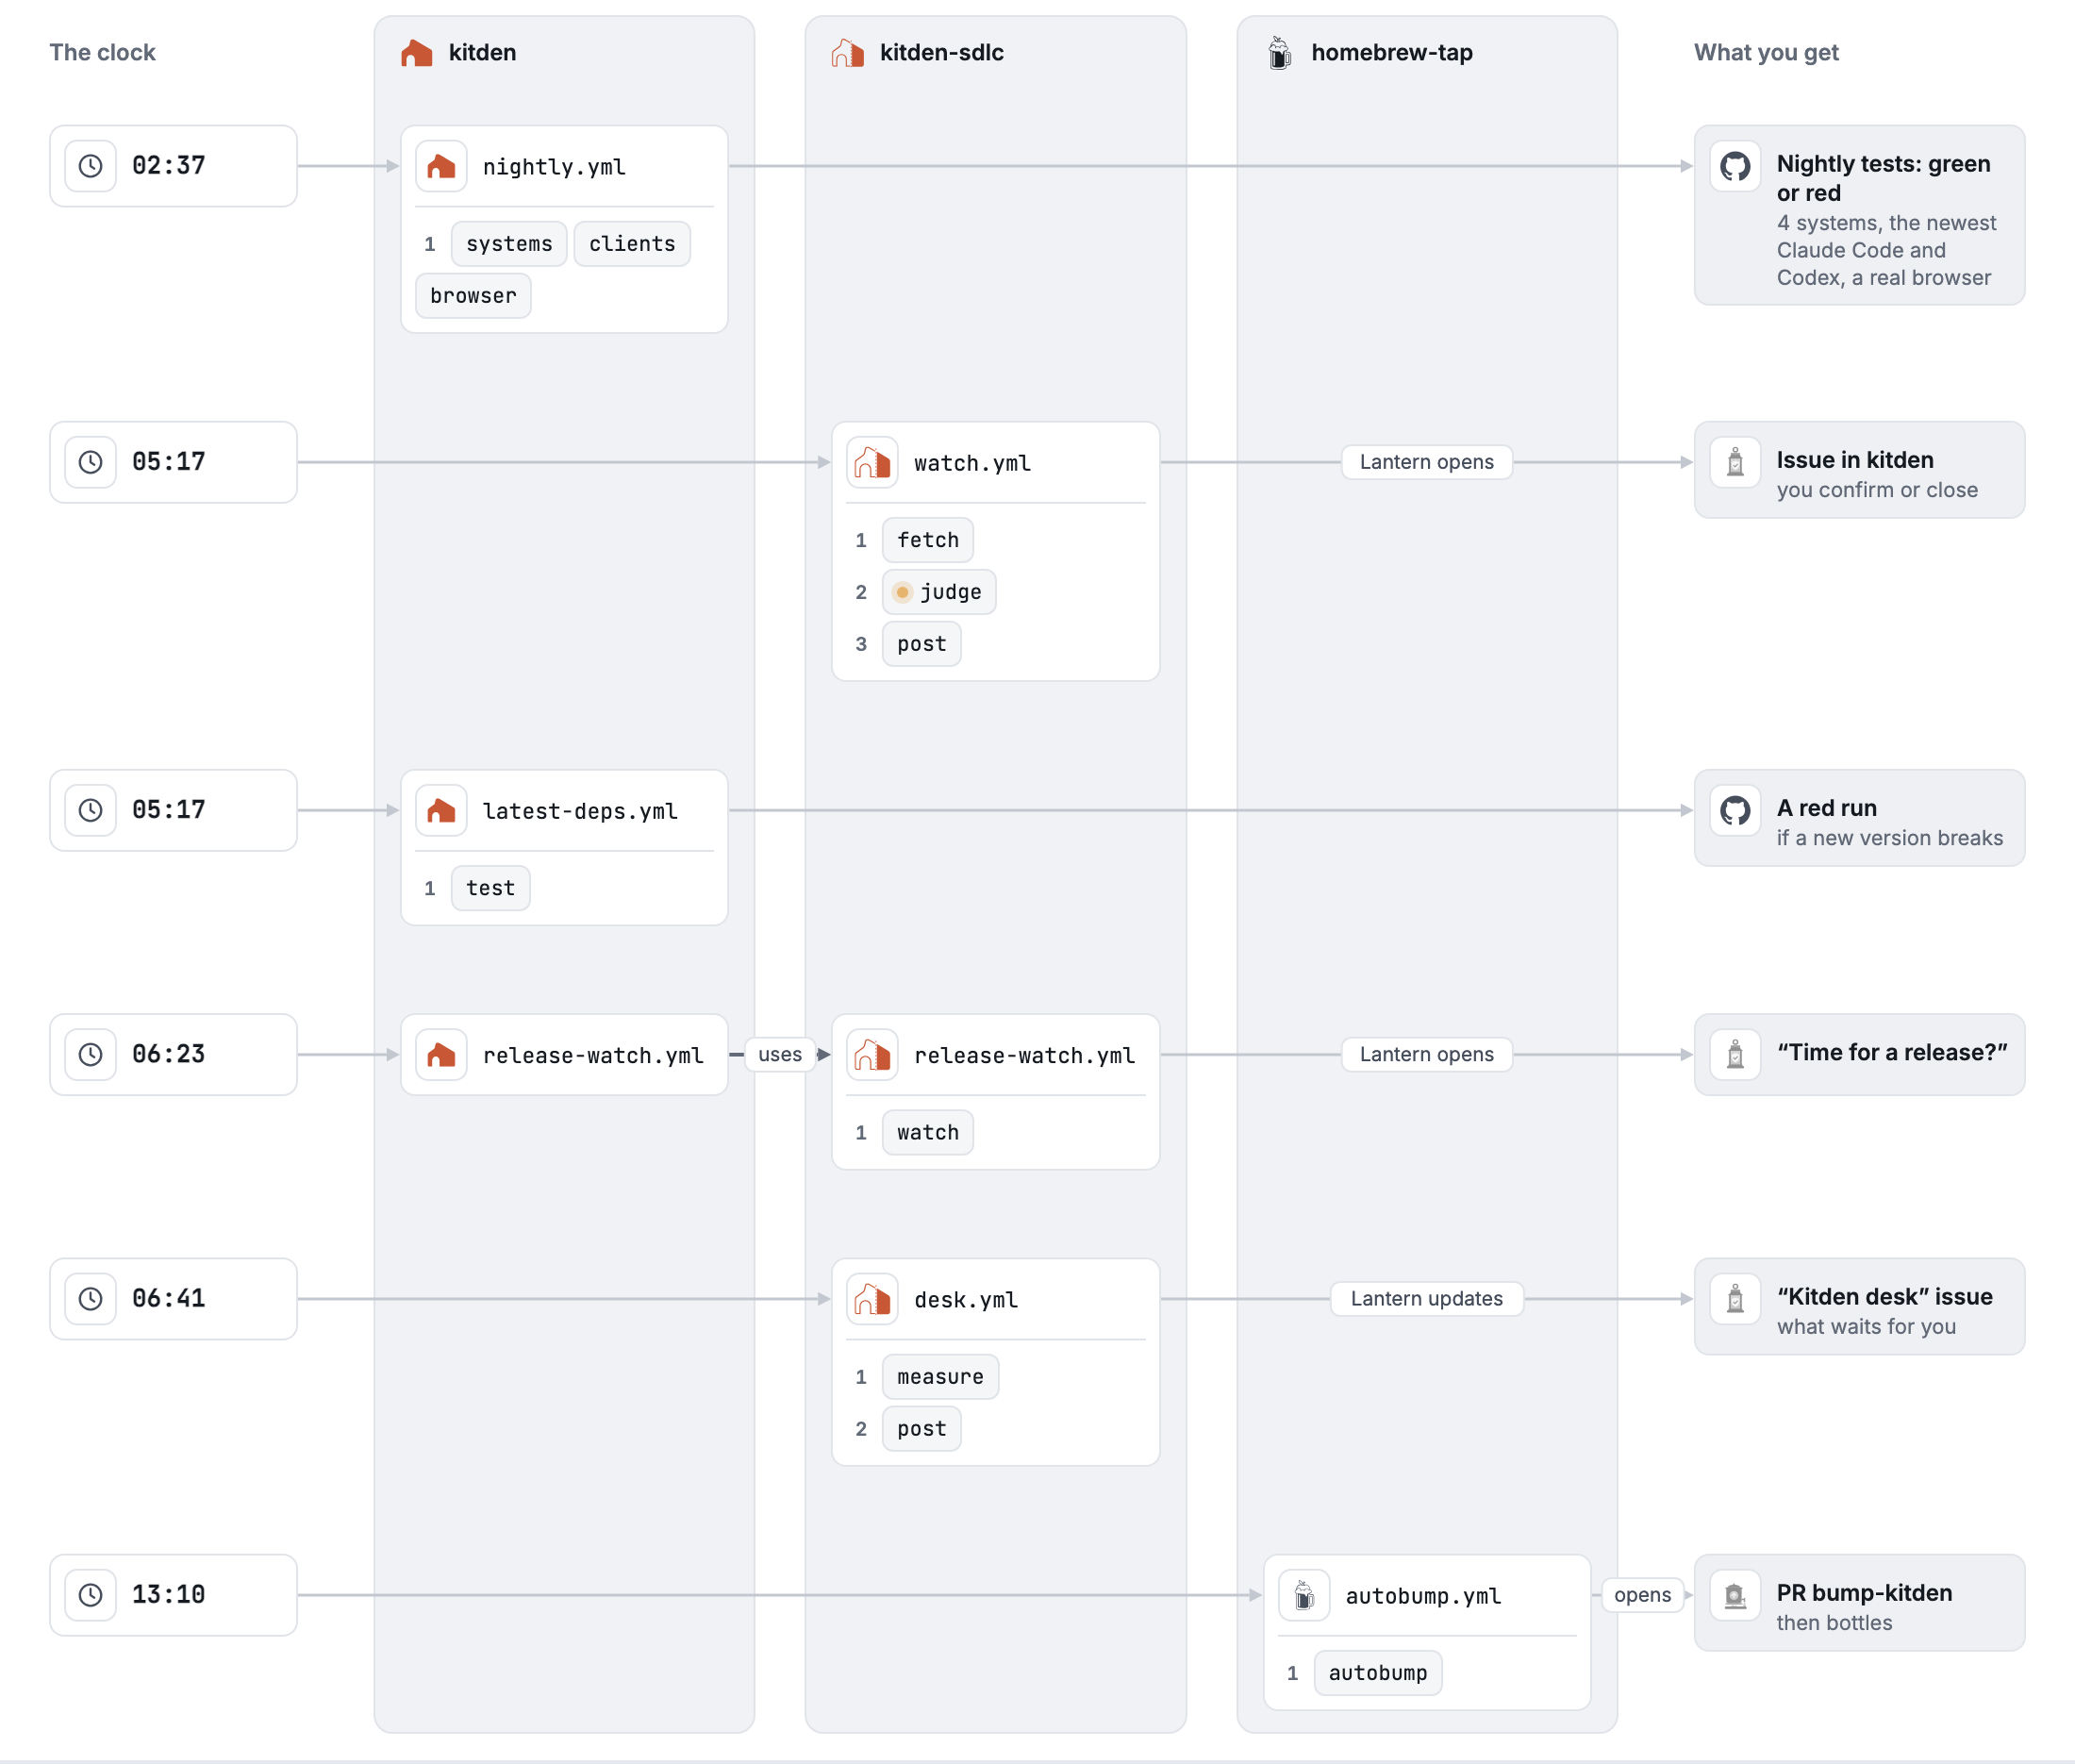 The clock
kitden
kitden-sdlc
homebrew-tap
What you get
02:37
nightly.yml
1 systems clients
browser
Nightly tests: green
or red
4 systems, the newest
Claude Code and
Codex, a real browser
05:17
watch.yml
1 fetch
2 judge
3 post
Lantern opens
Issue in kitden
you confirm or close
05:17
latest-deps.yml
1 test
A red run
if a new version breaks
06:23
release-watch.yml
uses
release-watch.yml
1 watch
Lantern opens
“Time for a release?”
06:41
desk.yml
1 measure
2 post
Lantern updates
“Kitden desk” issue
what waits for you
13:10
autobump.yml
1 autobump
opens
PR bump-kitden
then bottles